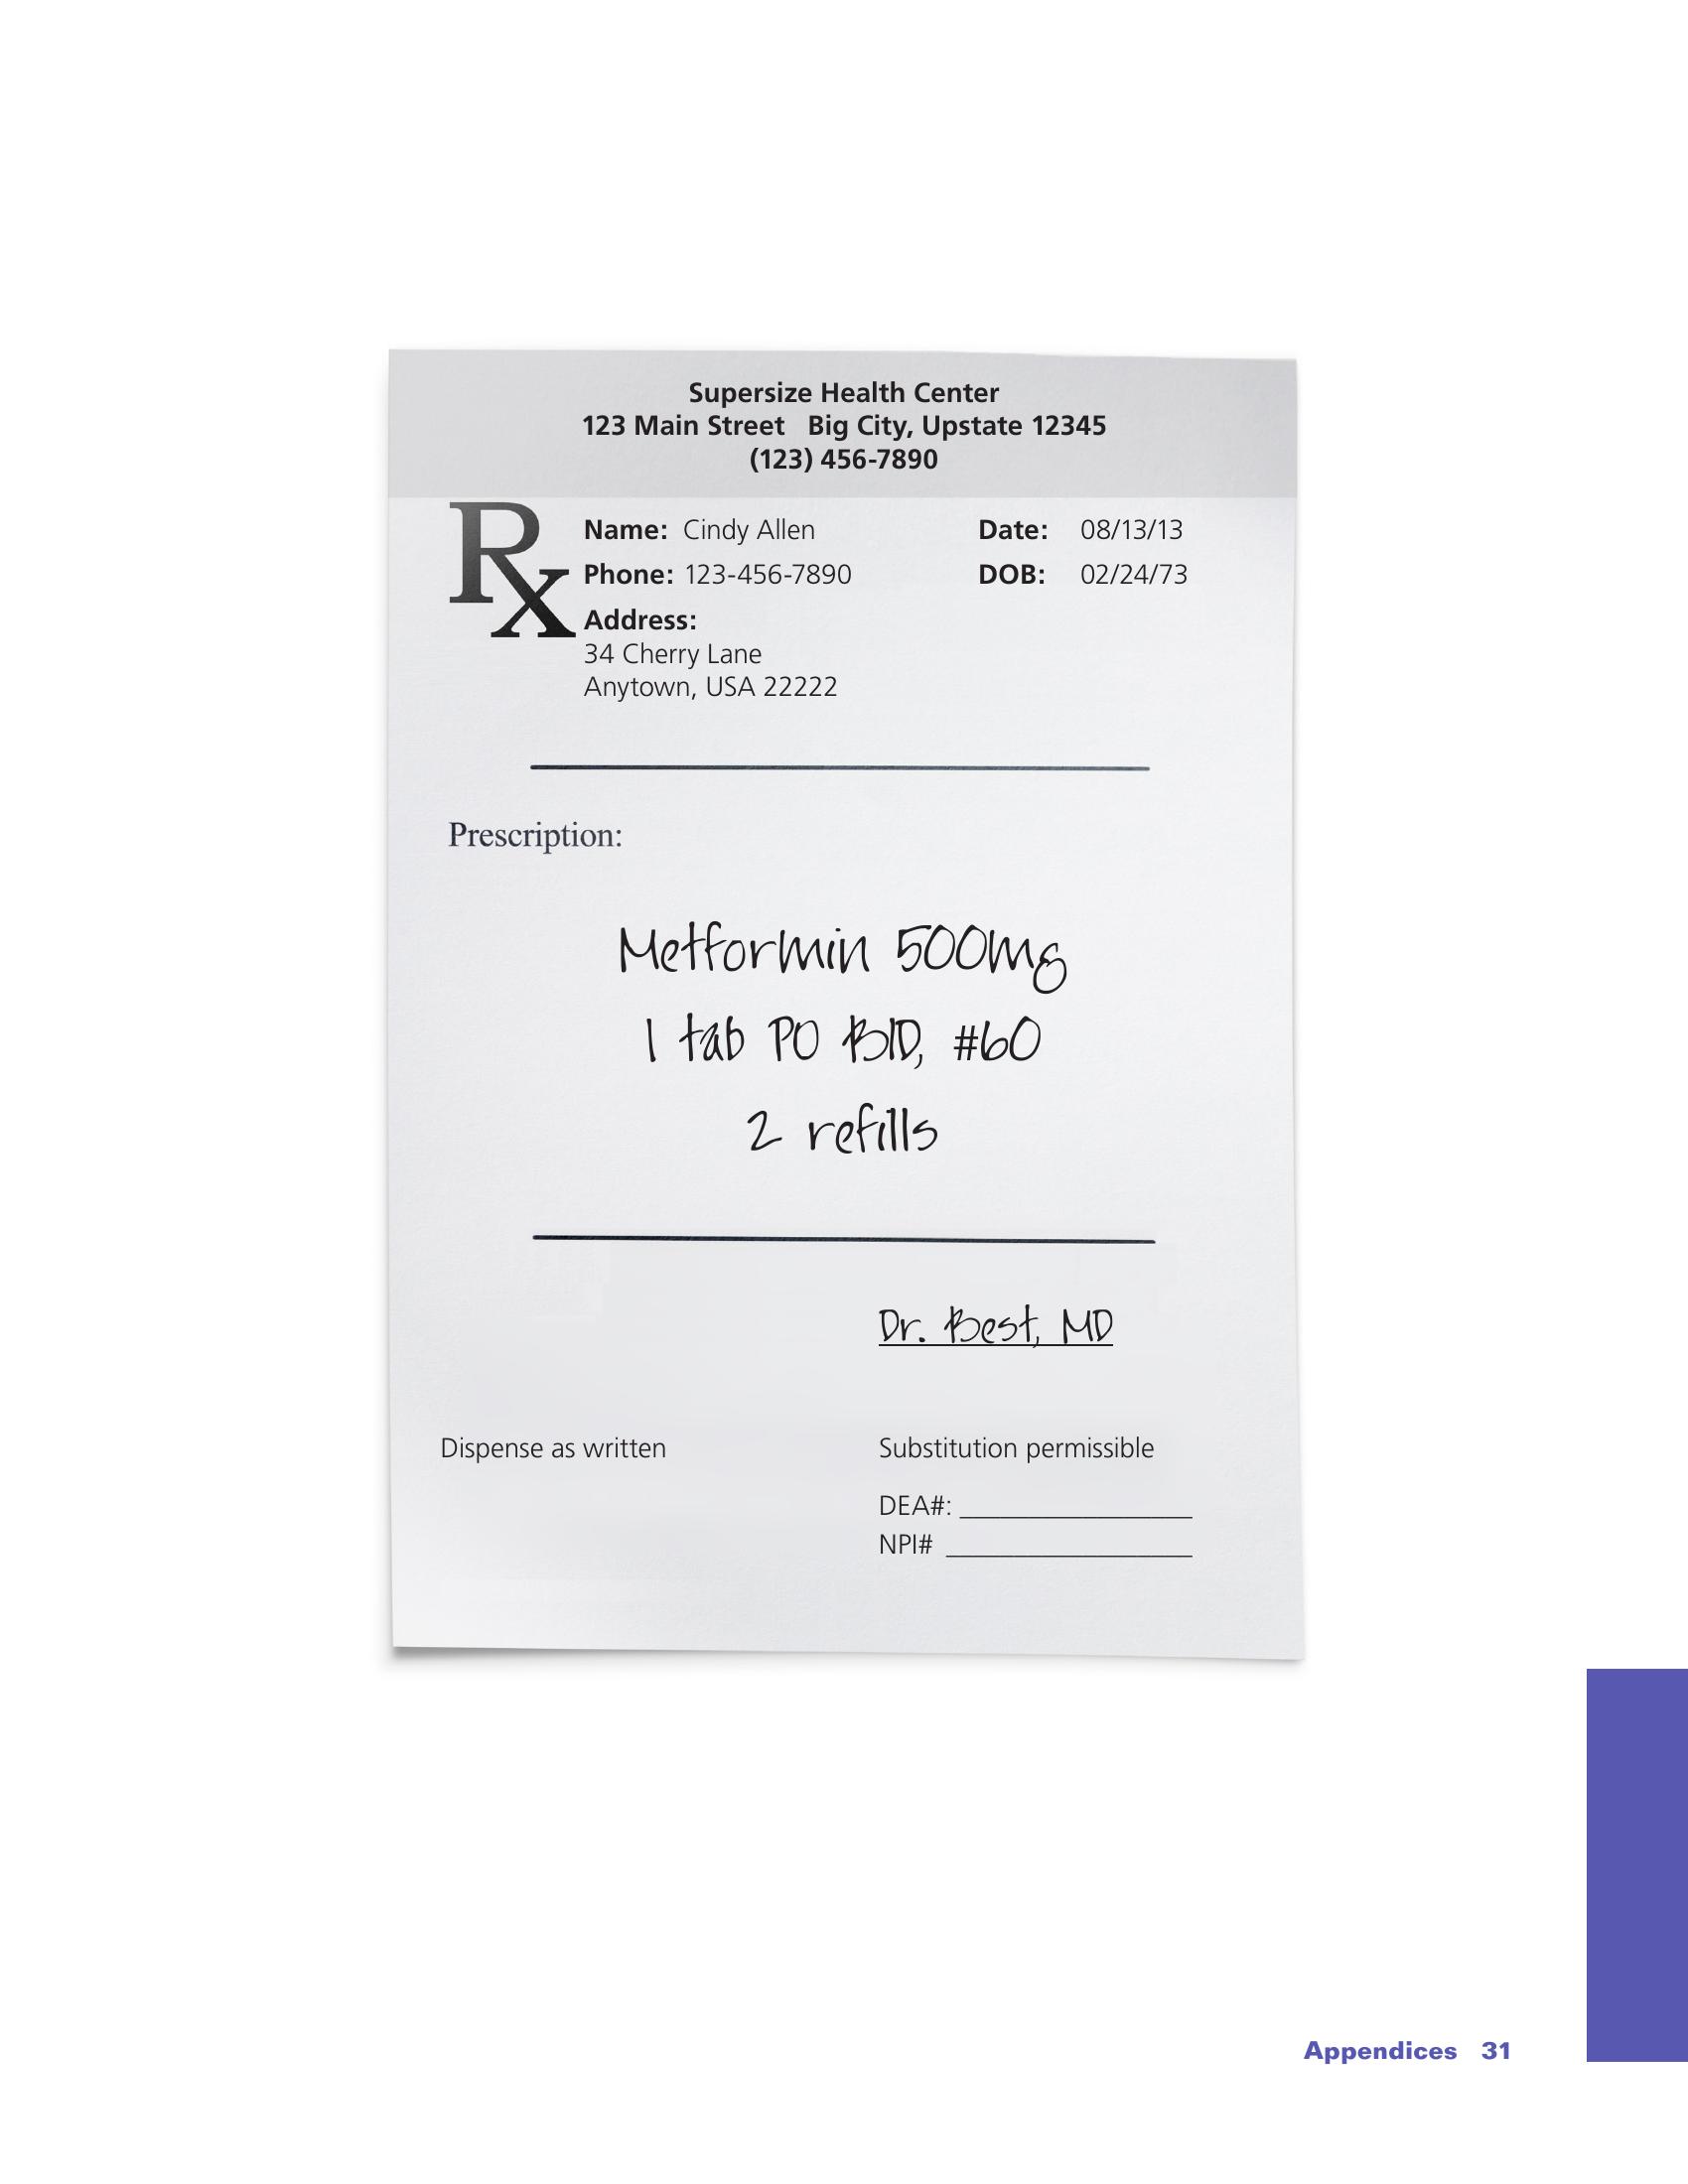 Supersize Health Center
123 Main Street Big City, Upstate 12345
(123) 456-7890
Rx
Name: Cindy Allen
Date: 08/13/13
Phone: 123-456-7890
DOB: 02/24/73
Address:
34 Cherry Lane
Anytown, USA 22222
Prescription:
Metformin 500mg
1 tab PO BID, #60
2 refills
Dr. Best, MD
Dispense as written
Substitution permissible
DEA#:
NPI#
Appendices 31